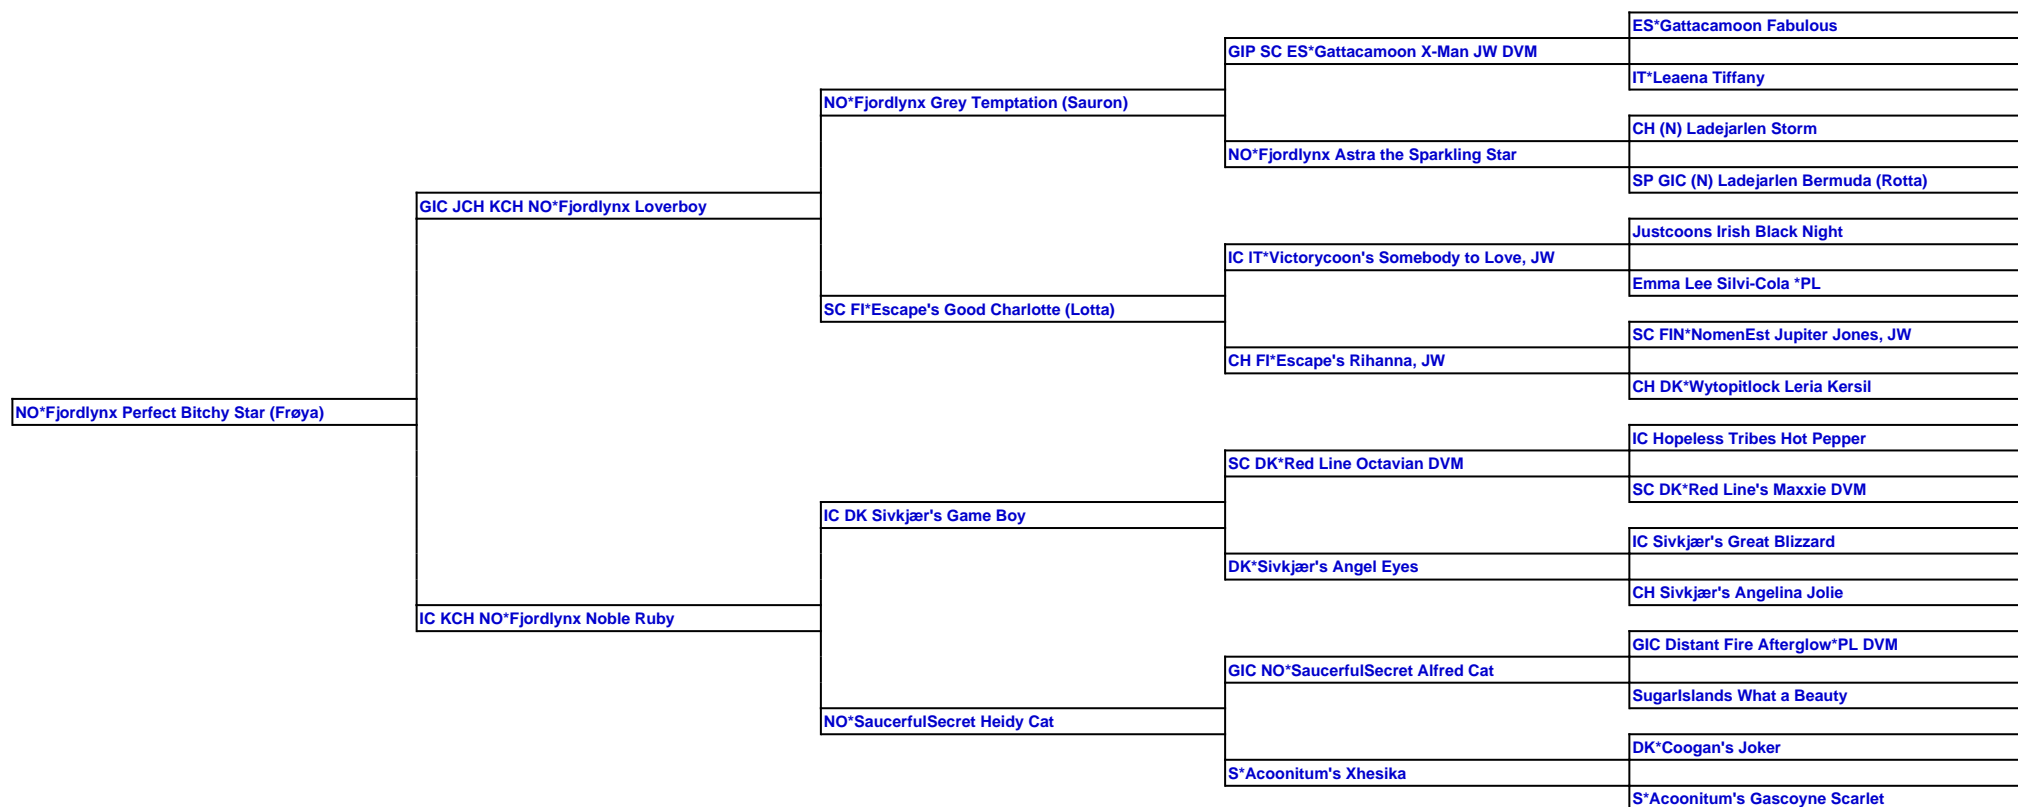 ES*Gattacamoon Fabulous
GIP SC ES*Gattacamoon X-Man JW DVM
IT*Leaena Tiffany
NO*Fjordlynx Grey Temptation (Sauron)
CH (N) Ladejarlen Storm
NO*Fjordlynx Astra the Sparkling Star
SP GIC (N) Ladejarlen Bermuda (Rotta)
GIC JCH KCH NO*Fjordlynx Loverboy
Justcoons Irish Black Night
IC IT*Victorycoon's Somebody to Love, JW
Emma Lee Silvi-Cola *PL
SC FI*Escape's Good Charlotte (Lotta)
SC FIN*NomenEst Jupiter Jones, JW
CH FI*Escape's Rihanna, JW
CH DK*Wytopitlock Leria Kersil
NO*Fjordlynx Perfect Bitchy Star (Frøya)
IC Hopeless Tribes Hot Pepper
SC DK*Red Line Octavian DVM
SC DK*Red Line's Maxxie DVM
IC DK Sivkjær's Game Boy
IC Sivkjær's Great Blizzard
DK*Sivkjær's Angel Eyes
CH Sivkjær's Angelina Jolie
IC KCH NO*Fjordlynx Noble Ruby
GIC Distant Fire Afterglow*PL DVM
GIC NO*SaucerfulSecret Alfred Cat
SugarIslands What a Beauty
NO*SaucerfulSecret Heidy Cat
DK*Coogan's Joker
S*Acoonitum's Xhesika
S*Acoonitum's Gascoyne Scarlet